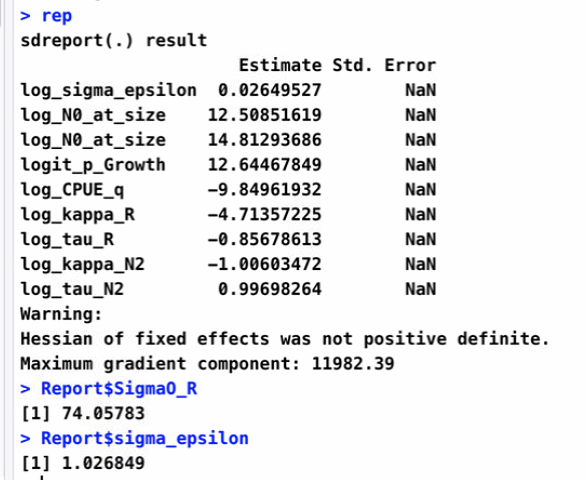 > rep
sdreport(.) result
Estimate Std. Error
log_sigma_epsilon 0.02649527 NaN
log_N0_at_size 12.50851619 NaN
log_N0_at_size 14.81293686 NaN
logit_p_Growth 12.64467849 NaN
log_CPUE_q −9.84961932 NaN
log_kappa_R −4.71357225 NaN
log_tau_R −0.85678613 NaN
log_kappa_N2 −1.00603472 NaN
log_tau_N2 0.99698264 NaN
Warning:
Hessian of fixed effects was not positive definite.
Maximum gradient component: 11982.39
> Report$SigmaO_R
[1] 74.05783
> Report$sigma_epsilon
[1] 1.026849